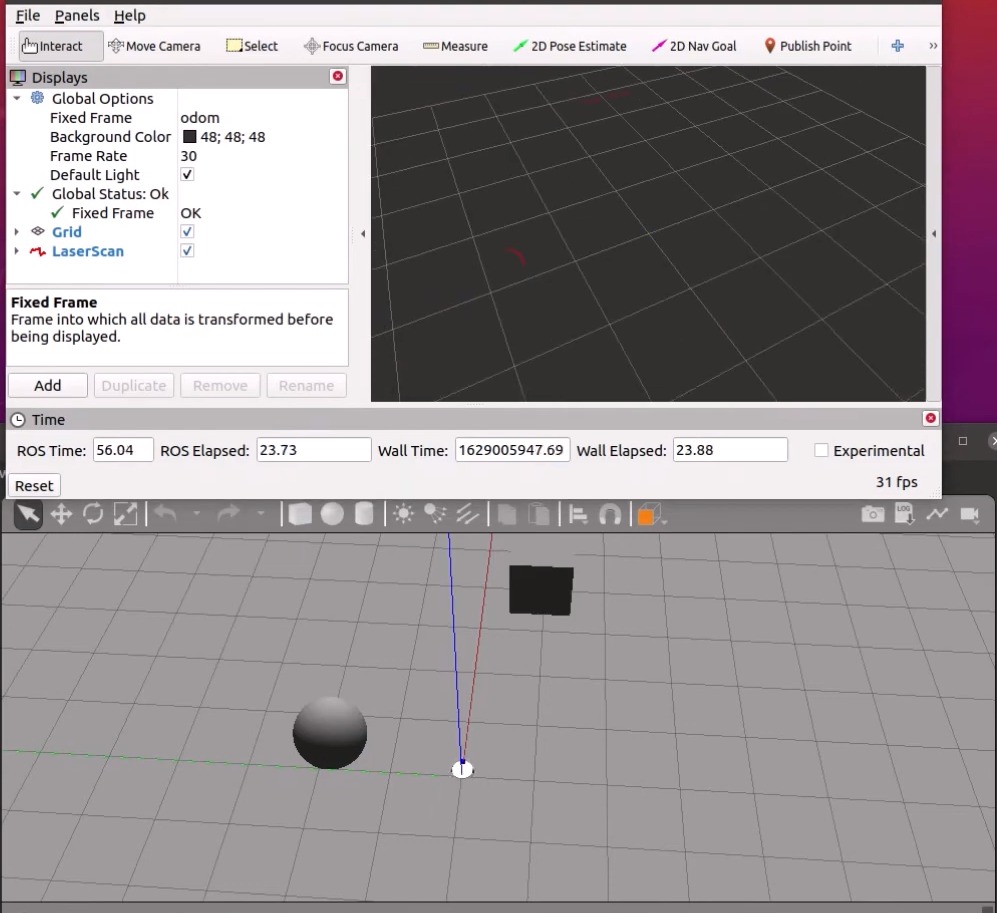 File Panels Help
Interact Move Camera Select Focus Camera Measure 2D Pose Estimate 2D Nav Goal Publish Point »
Displays
Global Options
Fixed Frame odom
Background Color 48; 48; 48
Frame Rate 30
Default Light
Global Status: Ok
Fixed Frame OK
Grid
LaserScan
Fixed Frame
Frame into which all data is transformed before
being displayed.
Add Duplicate Remove Rename
Time
ROS Time: 56.04 ROS Elapsed: 23.73 Wall Time: 1629005947.69 Wall Elapsed: 23.88 Experimental
Reset 31 fps
LOG